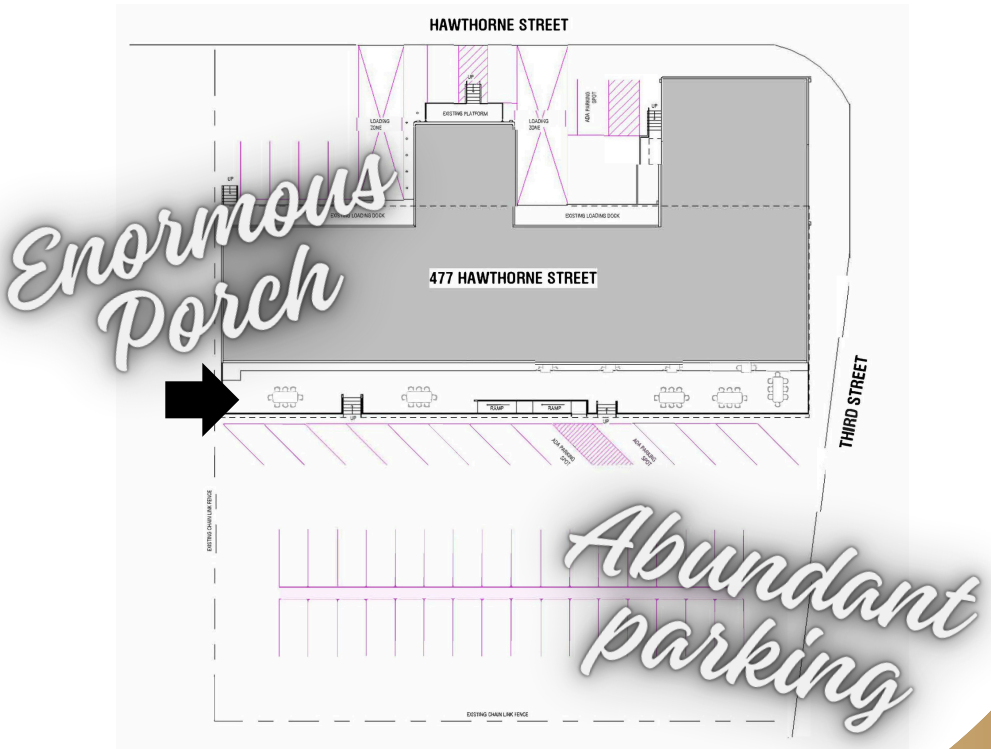 HAWTHORNE STREET
UP
EXISTING PLATFORM
LOADING
ZONE
LOADING
ZONE
ADA PARKING
SPOT
UP
UP
EXISTING LOADING DOCK
EXISTING LOADING DOCK
Enormous
Porch
477 HAWTHORNE STREET
THIRD STREET
RAMP
RAMP
UP
UP
ADA PARKING
SPOT
ADA PARKING
SPOT
EXISTING CHAIN LINK FENCE
Abundant
parking
EXISTING CHAIN LINK FENCE